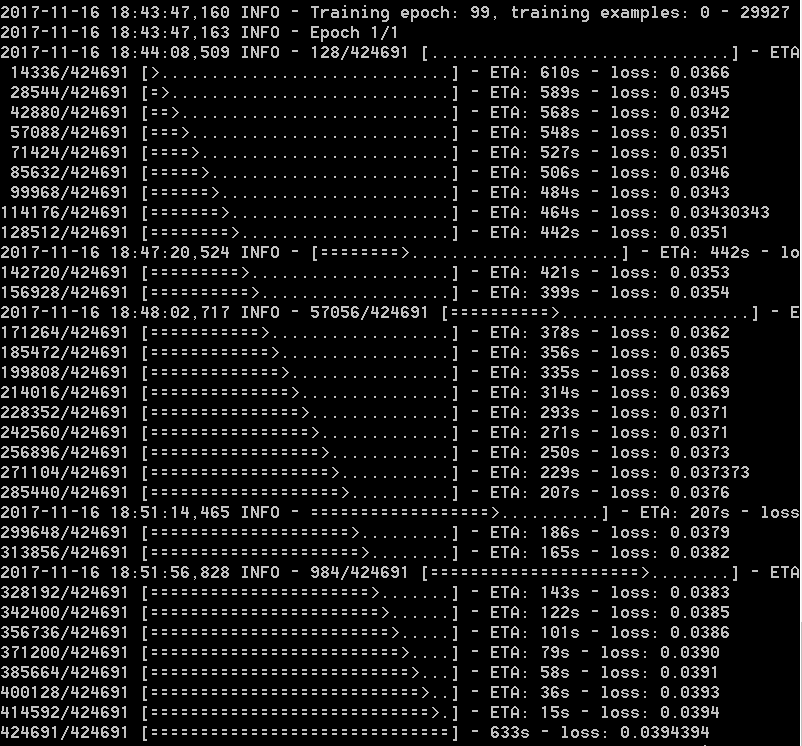 2017-11-16 18:43:47,160 INFO - Training epoch: 99, training examples: 0 - 29927
2017-11-16 18:43:47,163 INFO - Epoch 1/1
2017-11-16 18:44:08,509 INFO - 128/424691 [..............................] - ETA
14336/424691 [>.............................] - ETA: 610s - loss: 0.0366
28544/424691 [=>............................] - ETA: 589s - loss: 0.0345
42880/424691 [==>...........................] - ETA: 568s - loss: 0.0342
57088/424691 [===>..........................] - ETA: 548s - loss: 0.0351
71424/424691 [====>.........................] - ETA: 527s - loss: 0.0351
85632/424691 [=====>........................] - ETA: 506s - loss: 0.0346
99968/424691 [======>.......................] - ETA: 484s - loss: 0.0343
114176/424691 [=======>......................] - ETA: 464s - loss: 0.03430343
128512/424691 [========>.....................] - ETA: 442s - loss: 0.0351
2017-11-16 18:47:20,524 INFO - [========>.....................] - ETA: 442s - lo
142720/424691 [=========>....................] - ETA: 421s - loss: 0.0353
156928/424691 [==========>...................] - ETA: 399s - loss: 0.0354
2017-11-16 18:48:02,717 INFO - 57056/424691 [==========>...................] - E
171264/424691 [===========>..................] - ETA: 378s - loss: 0.0362
185472/424691 [============>.................] - ETA: 356s - loss: 0.0365
199808/424691 [=============>................] - ETA: 335s - loss: 0.0368
214016/424691 [==============>...............] - ETA: 314s - loss: 0.0369
228352/424691 [===============>..............] - ETA: 293s - loss: 0.0371
242560/424691 [================>.............] - ETA: 271s - loss: 0.0371
256896/424691 [=================>............] - ETA: 250s - loss: 0.0373
271104/424691 [==================>...........] - ETA: 229s - loss: 0.037373
285440/424691 [===================>..........] - ETA: 207s - loss: 0.0376
2017-11-16 18:51:14,465 INFO - ==================>..........] - ETA: 207s - loss
299648/424691 [====================>.........] - ETA: 186s - loss: 0.0379
313856/424691 [=====================>........] - ETA: 165s - loss: 0.0382
2017-11-16 18:51:56,828 INFO - 984/424691 [=====================>........] - ETA
328192/424691 [======================>.......] - ETA: 143s - loss: 0.0383
342400/424691 [=======================>......] - ETA: 122s - loss: 0.0385
356736/424691 [========================>.....] - ETA: 101s - loss: 0.0386
371200/424691 [=========================>....] - ETA: 79s - loss: 0.0390
385664/424691 [==========================>...] - ETA: 58s - loss: 0.0391
400128/424691 [===========================>..] - ETA: 36s - loss: 0.0393
414592/424691 [============================>.] - ETA: 15s - loss: 0.0394
424691/424691 [==============================] - 633s - loss: 0.0394394